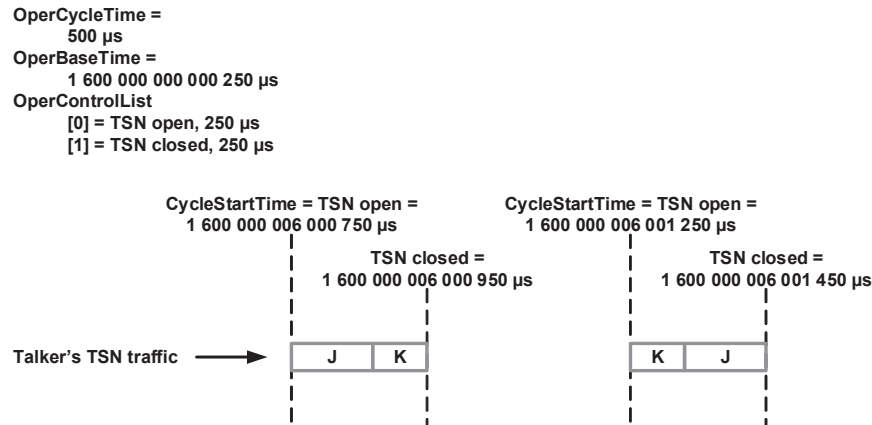 OperCycleTime =
500 µs
OperBaseTime =
1 600 000 000 000 250 µs
OperControlList
[0] = TSN open, 250 µs
[1] = TSN closed, 250 µs
CycleStartTime = TSN open =
1 600 000 006 000 750 µs
TSN closed =
1 600 000 006 000 950 µs
CycleStartTime = TSN open =
1 600 000 006 001 250 µs
TSN closed =
1 600 000 006 001 450 µs
Talker's TSN traffic
J K
K J